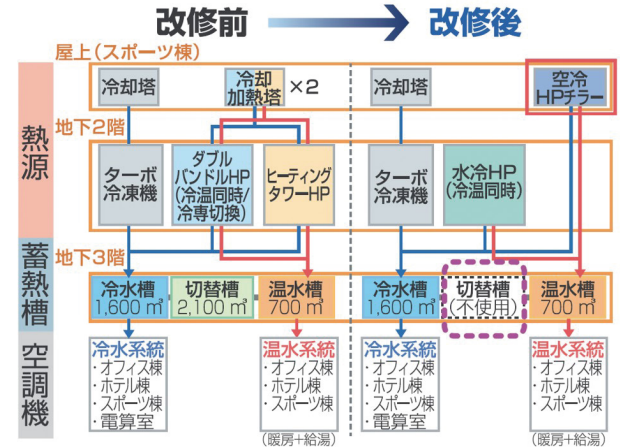 改修前
改修後
屋上(スポーツ棟)
熱源
冷却塔
冷却
加熱塔
×2
冷却塔
空冷
HPチラー
地下2階
ターボ
冷凍機
ダブル
バンドルHP
(冷温同時/
冷専切換)
ヒーティング
タワーHP
ターボ
冷凍機
水冷HP
(冷温同時)
地下3階
蓄熱槽
冷水槽
1,600㎥
切替槽
2,100㎥
温水槽
700㎥
冷水槽
1,600㎥
切替槽
(不使用)
温水槽
700㎥
空調機
冷水系統
・オフィス棟
・ホテル棟
・スポーツ棟
・電算室
温水系統
・オフィス棟
・ホテル棟
・スポーツ棟
(暖房+給湯)
冷水系統
・オフィス棟
・ホテル棟
・スポーツ棟
・電算室
温水系統
・オフィス棟
・ホテル棟
・スポーツ棟
(暖房+給湯)